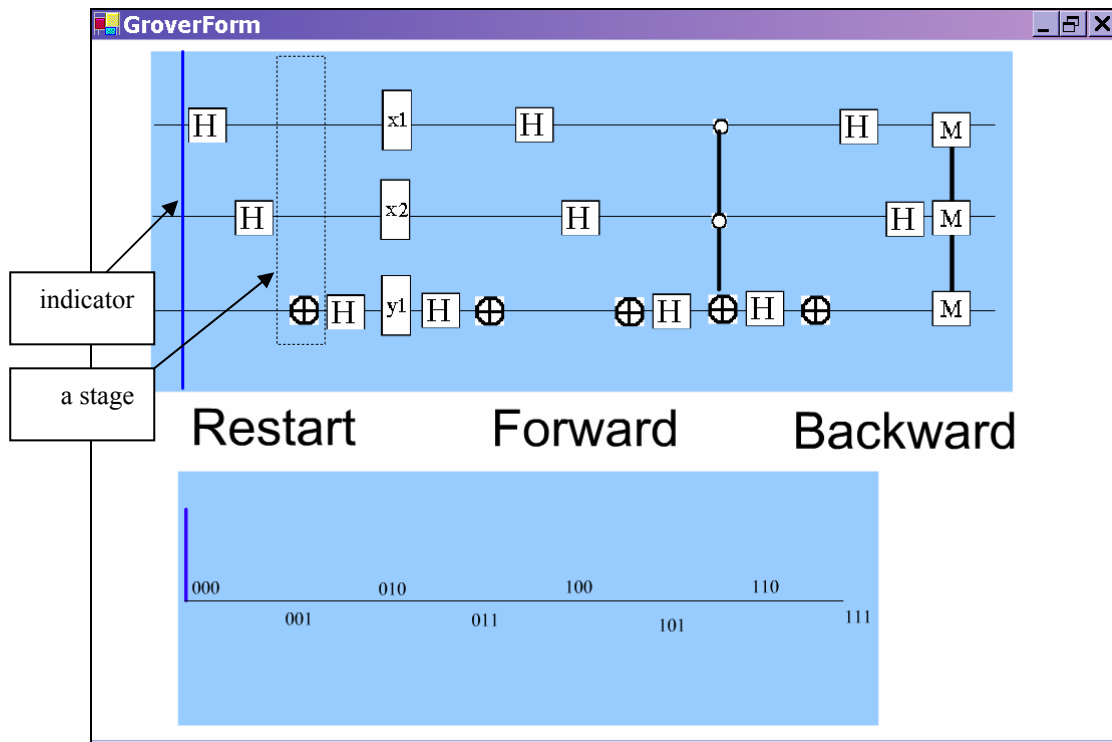 GroverForm
H x1 H H M
H x2 H H M
indicator
H y1 H H H M
a stage
Restart Forward Backward
000 010 100 110
001 011 101 111